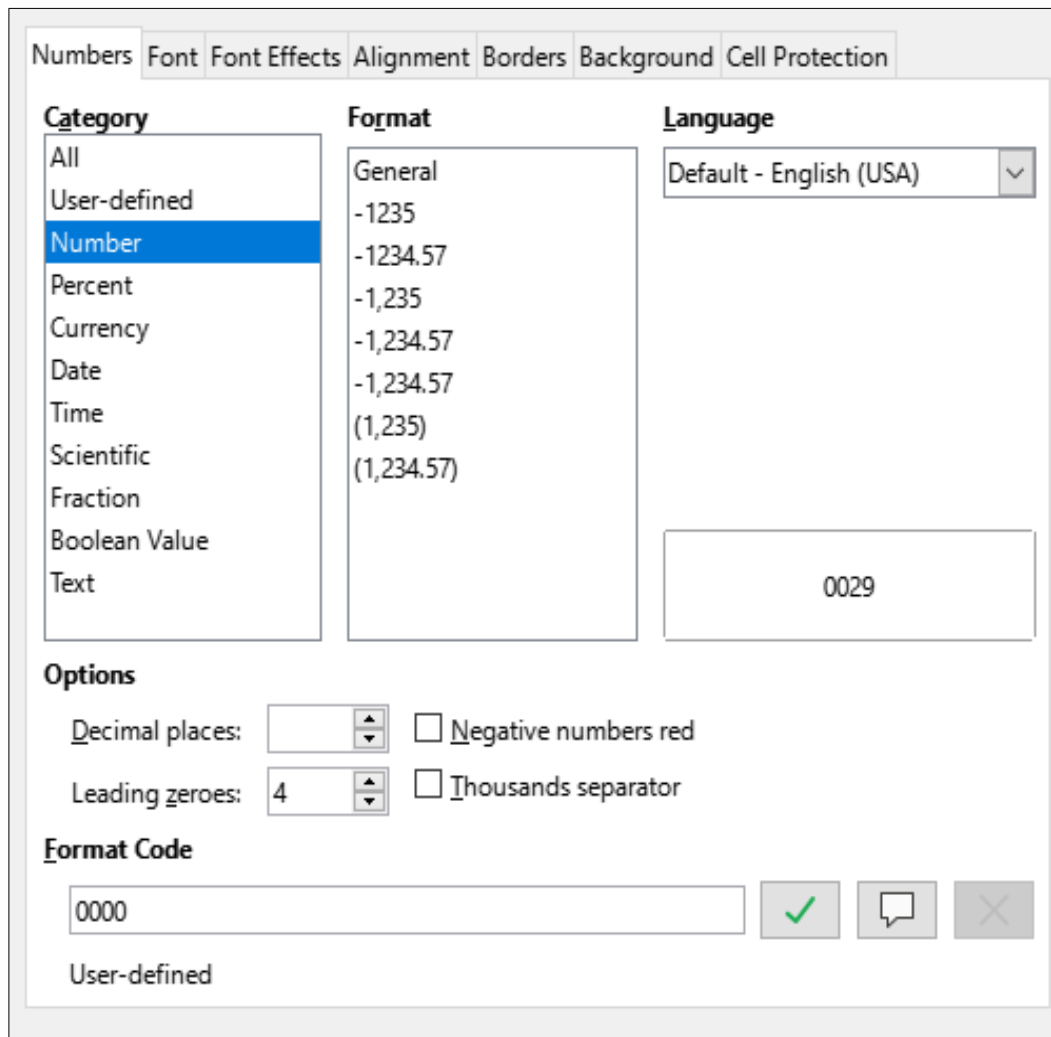 Numbers Font Font Effects Alignment Borders Background Cell Protection
Category
All
User-defined
Number
Percent
Currency
Date
Time
Scientific
Fraction
Boolean Value
Text
Format
General
-1235
-1234.57
-1,235
-1,234.57
-1,234.57
(1,235)
(1,234.57)
Language
Default - English (USA)
0029
Options
Decimal places:
Negative numbers red
Leading zeroes: 4
Thousands separator
Format Code
0000
User-defined